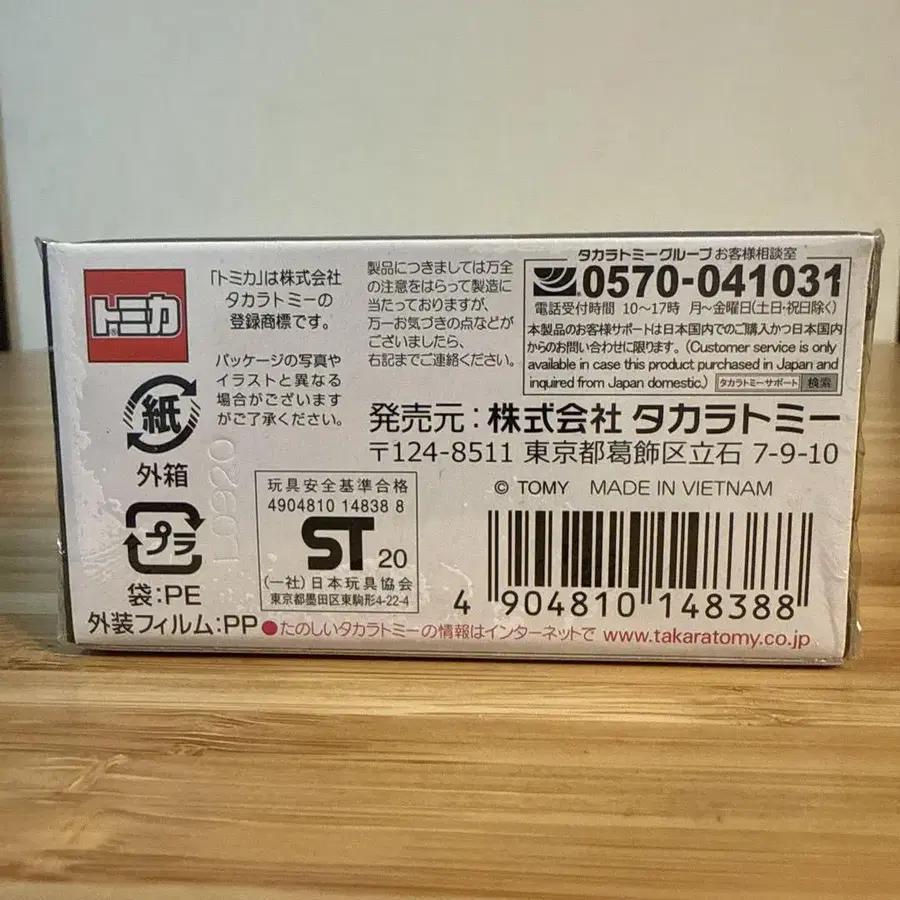 トミカ
®
「トミカ」は株式会社
タカラトミーの
登録商標です。
パッケージの写真や
イラストと異なる
場合がございます
がご了承ください。
製品につきましては万全
の注意をはらって製造に
当たっておりますが、
万一お気づきの点などが
ございましたら、
右記までご連絡ください。
タカラトミーグループ お客様相談室
0570-041031
電話受付時間 10〜17時 月〜金曜日(土日・祝日除く)
本製品のお客様サポートは日本国内でのご購入かつ日本国内
からのお問い合わせに限ります。(Customer service is only
available in case this product purchased in Japan and
inquired from Japan domestic.) タカラトミーサポート 検索
発売元:株式会社 タカラトミー
〒124-8511 東京都葛飾区立石 7-9-10
© TOMY MADE IN VIETNAM
紙
外箱
プラ
袋:PE
外装フィルム:PP
玩具安全基準合格
4904810 14838 8
ST 20
(一社)日本玩具協会
東京都墨田区東駒形4-22-4
4 904810 148388
●たのしいタカラトミーの情報はインターネットで www.takaratomy.co.jp